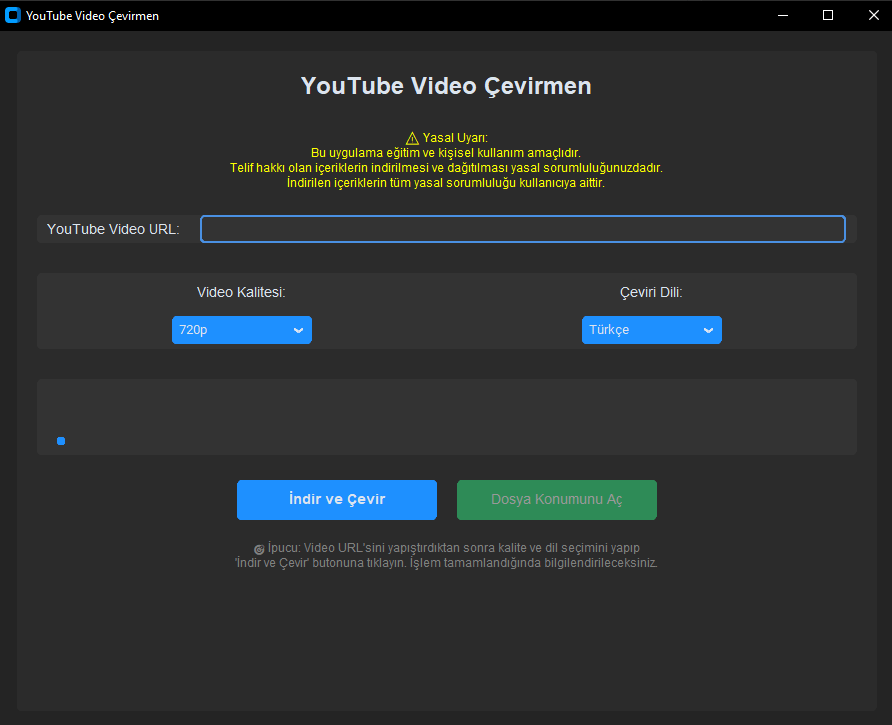 YouTube Video Çevirmen
YouTube Video Çevirmen
⚠ Yasal Uyarı:
Bu uygulama eğitim ve kişisel kullanım amaçlıdır.
Telif hakkı olan içeriklerin indirilmesi ve dağıtılması yasal sorumluluğunuzdadır.
İndirilen içeriklerin tüm yasal sorumluluğu kullanıcıya aittir.
YouTube Video URL:
Video Kalitesi:
Çeviri Dili:
720p
Türkçe
İndir ve Çevir
Dosya Konumunu Aç
İpucu: Video URL'sini yapıştırdıktan sonra kalite ve dil seçimini yapıp
'İndir ve Çevir' butonuna tıklayın. İşlem tamamlandığında bilgilendirileceksiniz.